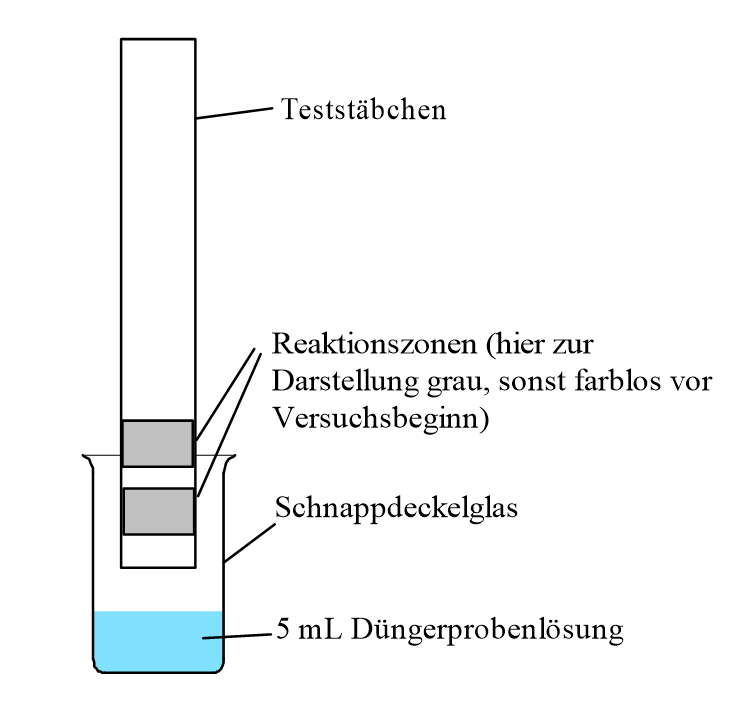 Teststäbchen
Reaktionszonen (hier zur
Darstellung grau, sonst farblos vor
Versuchsbeginn)
Schnappdeckelglas
5 mL Düngerprobenlösung